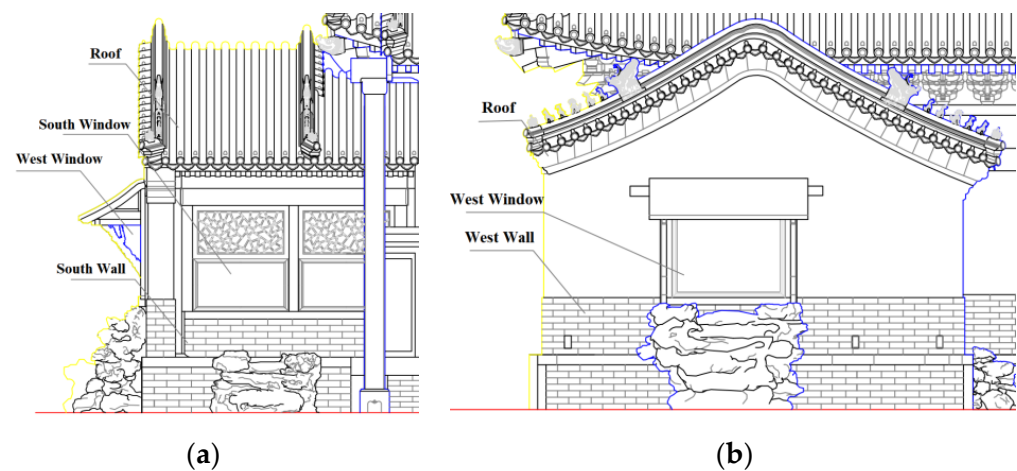 Roof
South Window
West Window
South Wall
(a)
Roof
West Window
West Wall
(b)